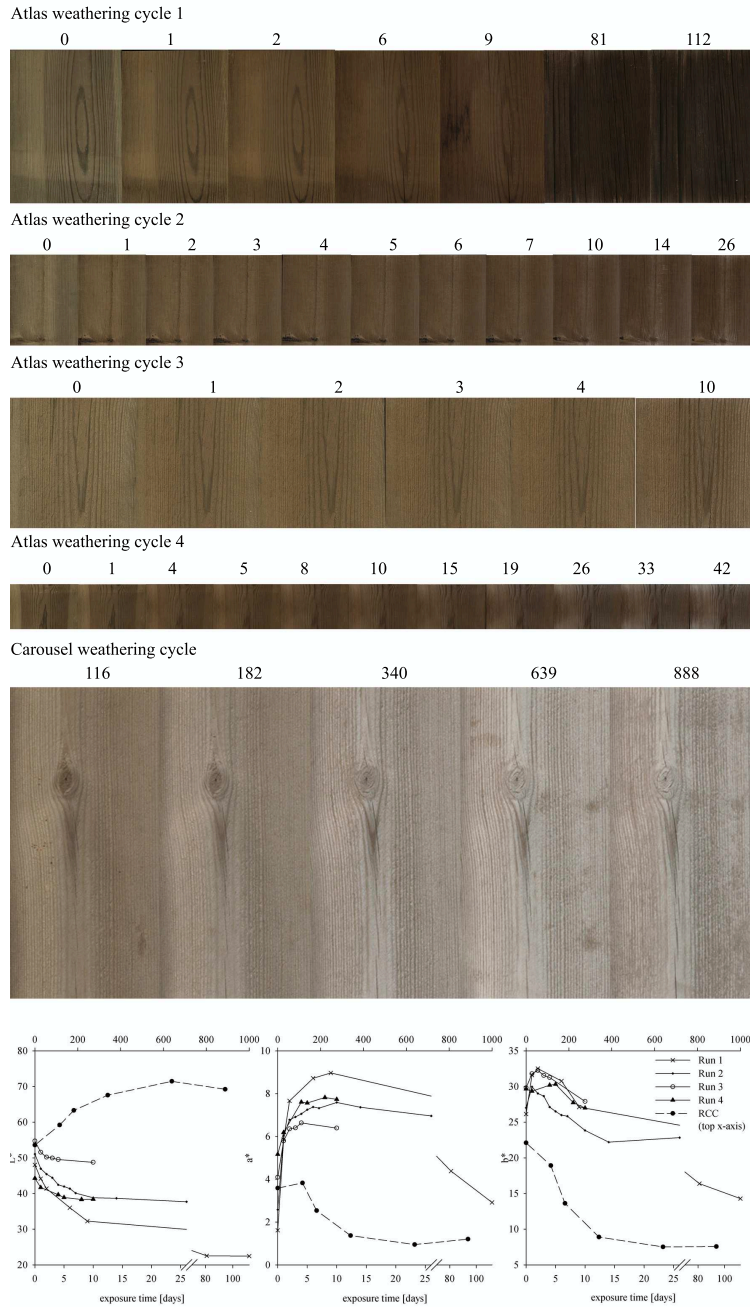 Atlas weathering cycle 1
0 1 2 6 9 81 112
Atlas weathering cycle 2
0 1 2 3 4 5 6 7 10 14 26
Atlas weathering cycle 3
0 1 2 3 4 10
Atlas weathering cycle 4
0 1 4 5 8 10 15 19 26 33 42
Carousel weathering cycle
116 182 340 639 888
0 200 400 600 800 1000
80
70
60
50
40
30
20
0 5 10 15 20 25 80 100
exposure time [days]
0 200 400 600 800 1000
10
8
6
4
2
0
a*
0 5 10 15 20 25 80 100
exposure time [days]
0 200 400 600 800 1000
35
30
25
20
15
10
5
b*
Run 1
Run 2
Run 3
Run 4
RCC
(top x-axis)
0 5 10 15 20 25 80 100
exposure time [days]